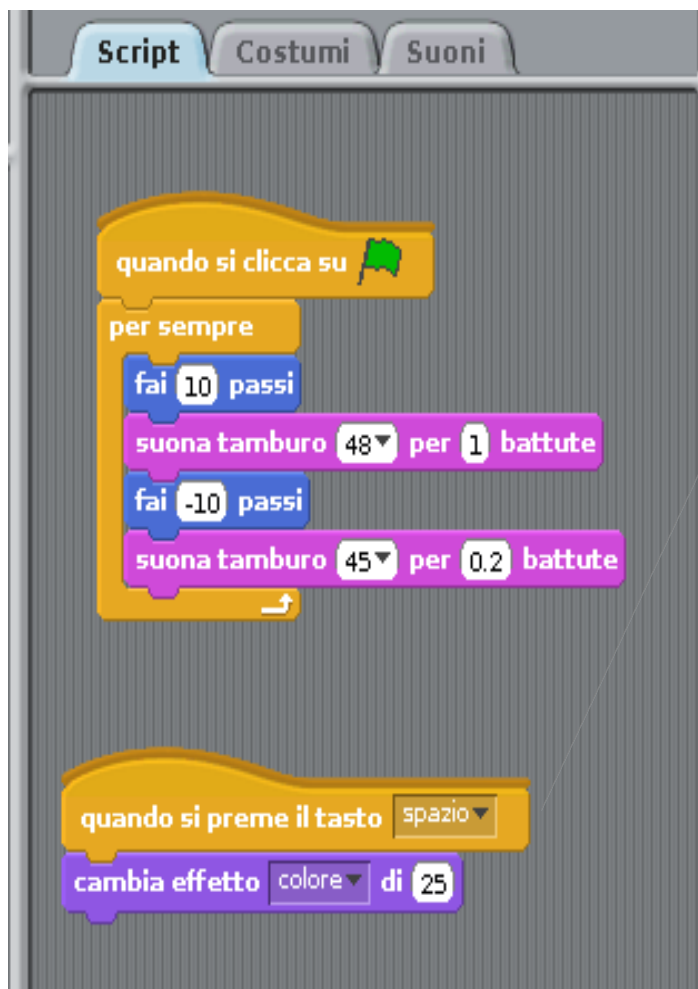 Script Costumi Suoni
quando si clicca su
per sempre
fai 10 passi
suona tamburo 48 per 1 battute
fai -10 passi
suona tamburo 45 per 0.2 battute
quando si preme il tasto spazio
cambia effetto colore di 25